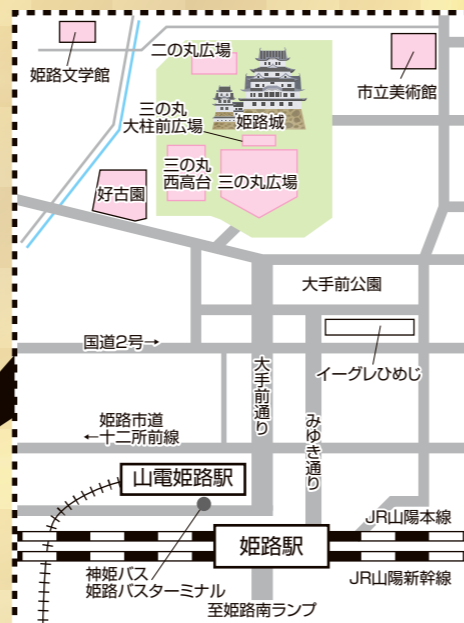 姫路文学館
二の丸広場
市立美術館
三の丸
大柱前広場
姫路城
三の丸
西高台
三の丸広場
好古園
大手前公園
国道2号→
イーグレひめじ
大手前通り
みゆき通り
姫路市道
←十二所前線
山電姫路駅
JR山陽本線
姫路駅
神姫バス
姫路バスターミナル
JR山陽新幹線
至姫路南ランプ